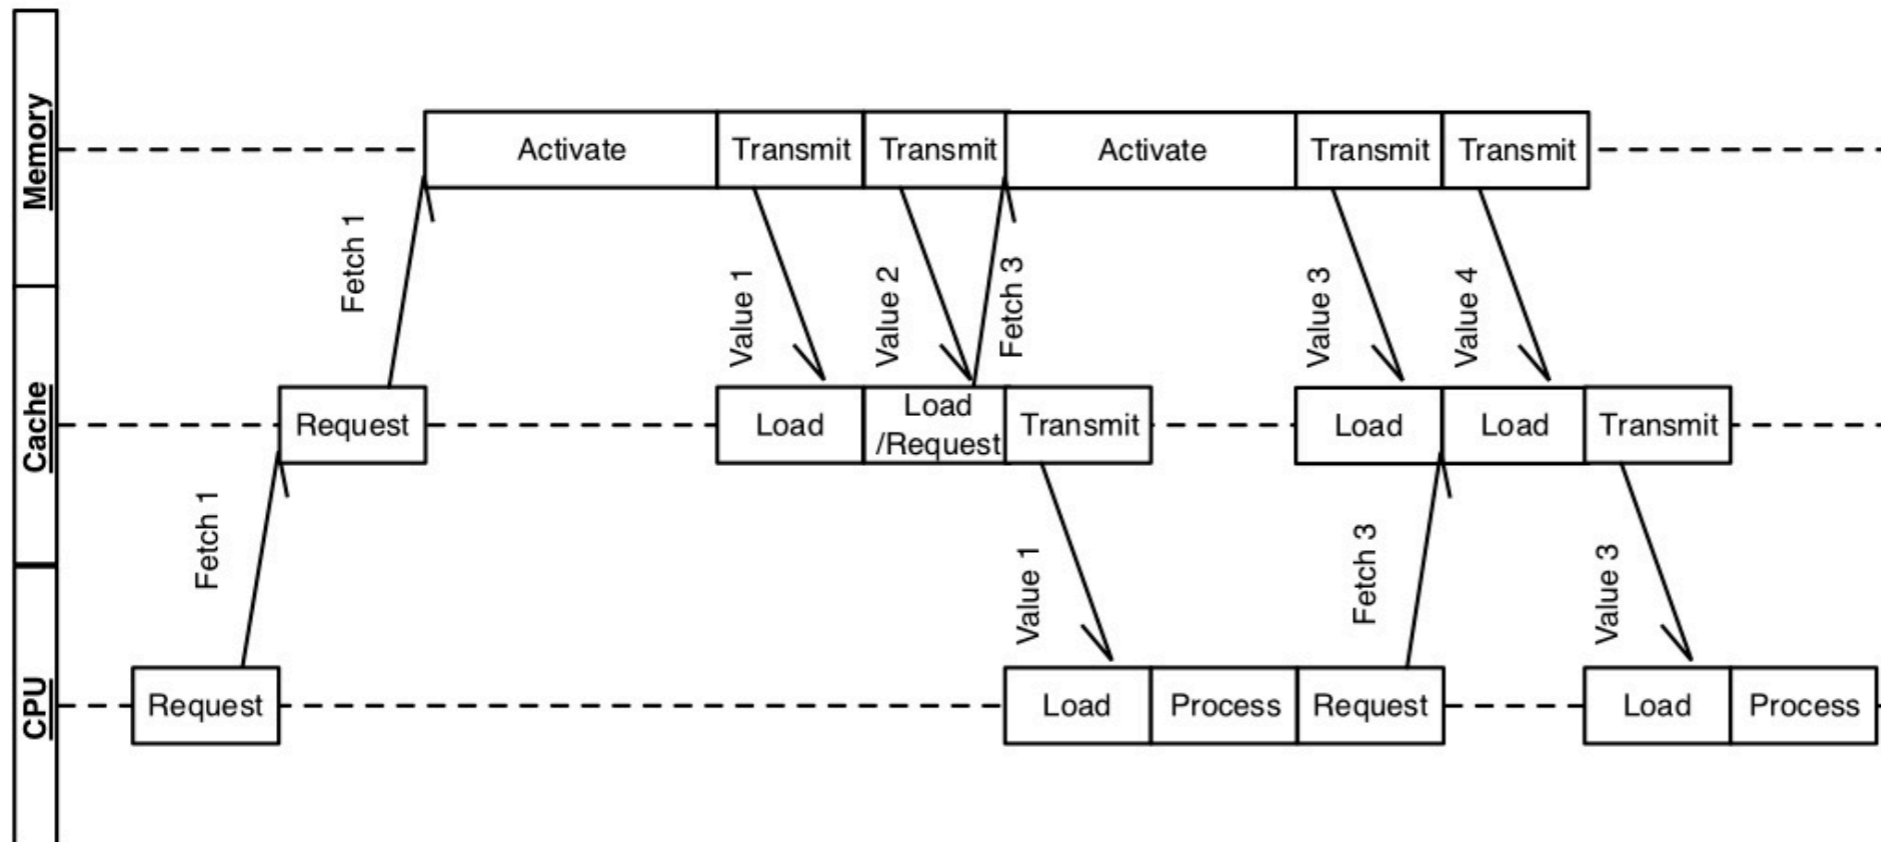 Memory
Activate
Transmit
Transmit
Activate
Transmit
Transmit
Fetch 1
Value 1
Value 2
Fetch 3
Value 3
Value 4
Cache
Request
Load
Load
/Request
Transmit
Load
Load
Transmit
Fetch 1
Value 1
Fetch 3
Value 3
CPU
Request
Load
Process
Request
Load
Process